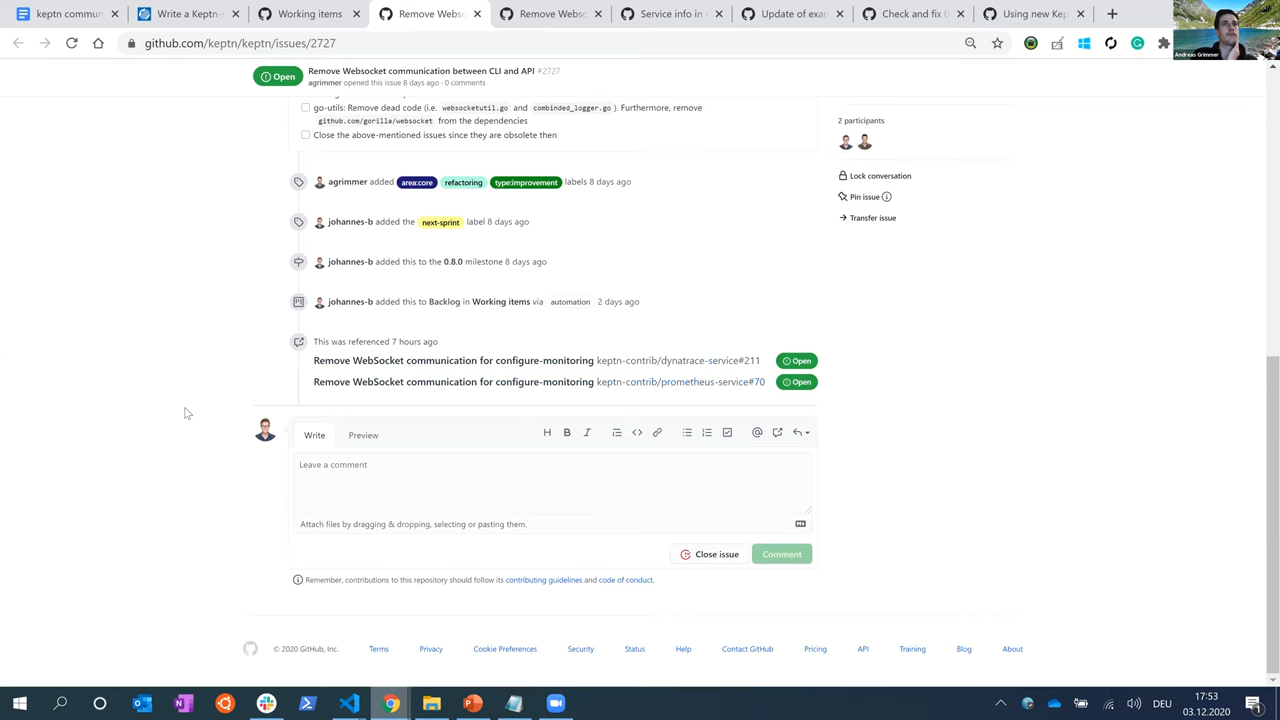 Keptn commun
Write a Keptn-
Introducing Ke
Remove Websc
Remove Websc
Service info in e
Update of exan
Check and fix (
Using new Kep
github.com/keptn/keptn/issues/2727
Andreas Grimmer
Open
Remove Websocket communication between CLI and API #2727
agrimmer opened this issue 8 days ago · 0 comments
go-utils: Remove dead code (i.e. websocketutil.go and combinded_logger.go). Furthermore, remove
github.com/gorilla/websocket from the dependencies
Close the above-mentioned issues since they are obsolete then
2 participants
Lock conversation
Pin issue
Transfer issue
agrimmer added area:core refactoring type:improvement labels 8 days ago
johannes-b added the next-sprint label 8 days ago
johannes-b added this to the 0.8.0 milestone 8 days ago
johannes-b added this to Backlog in Working items via automation 2 days ago
This was referenced 7 hours ago
Remove WebSocket communication for configure-monitoring keptn-contrib/dynatrace-service#211 Open
Remove WebSocket communication for configure-monitoring keptn-contrib/prometheus-service#70 Open
Write Preview
Leave a comment
Attach files by dragging & dropping, selecting or pasting them.
Close issue Comment
Remember, contributions to this repository should follow its contributing guidelines and code of conduct.
© 2020 GitHub, Inc. Terms Privacy Cookie Preferences Security Status Help Contact GitHub Pricing API Training Blog About
DEU
17:53
03.12.2020